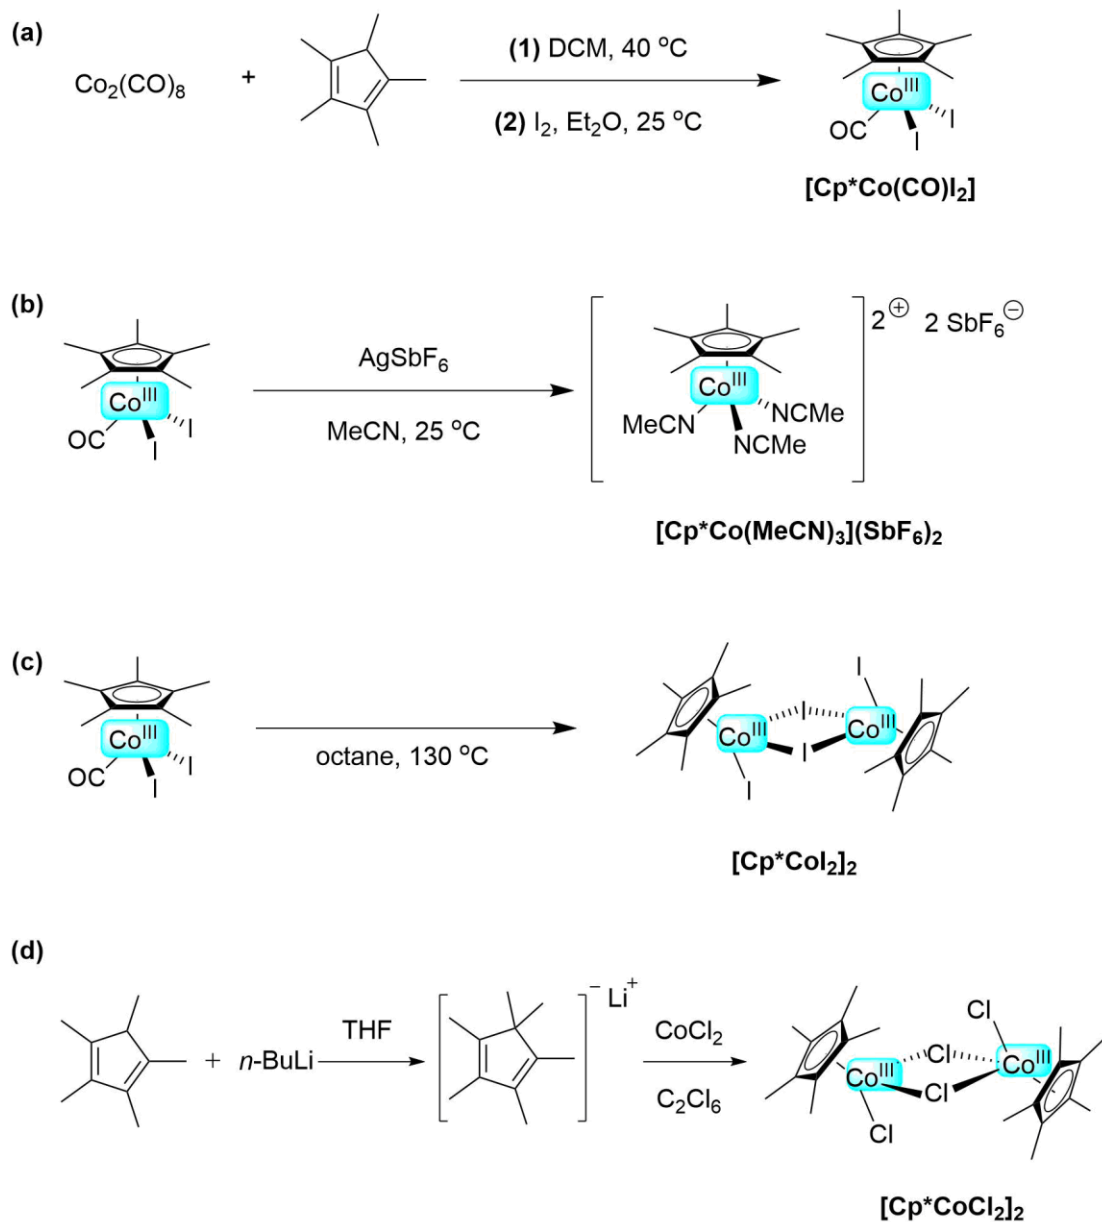 (a)
Co2(CO)8 + (1) DCM, 40 °C
(2) I2, Et2O, 25 °C
CoIII
OC I I
[Cp*Co(CO)I2]
(b)
CoIII
OC I I
AgSbF6
MeCN, 25 °C
2⊕ 2 SbF6⊖
CoIII
MeCN NCMe NCMe
[Cp*Co(MeCN)3](SbF6)2
(c)
CoIII
OC I I
octane, 130 °C
I
CoIII I CoIII
I
I
[Cp*CoI2]2
(d)
+ n-BuLi
THF
− Li+
CoCl2
C2Cl6
Cl
CoIII Cl CoIII
Cl
Cl
[Cp*CoCl2]2